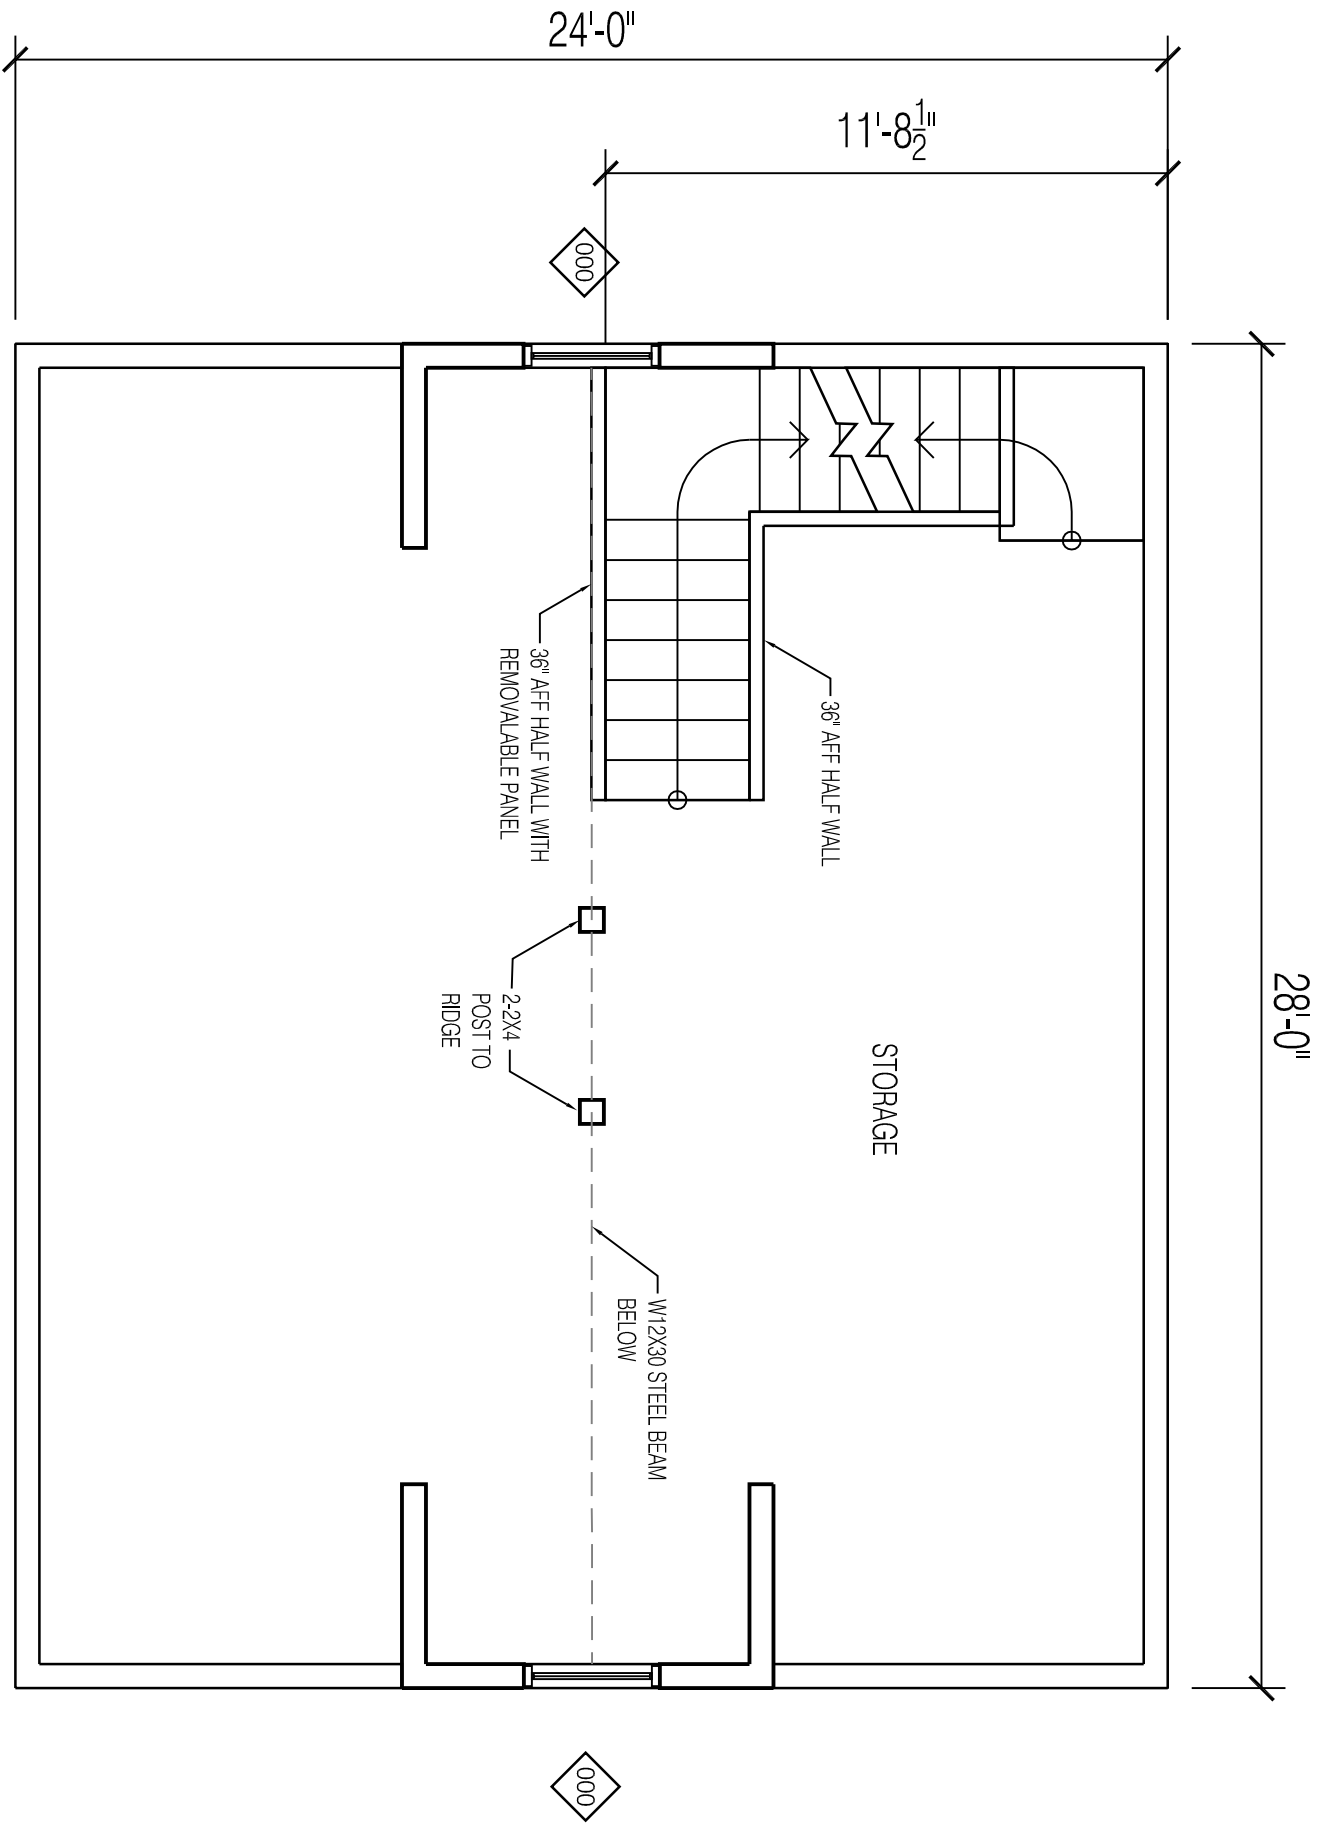 24'-0"
11'-8 1/2"
000
28'-0"
36" AFF HALF WALL WITH
REMOVALABLE PANEL
36" AFF HALF WALL
2-2X4
POST TO
RIDGE
STORAGE
W12X30 STEEL BEAM
BELOW
000